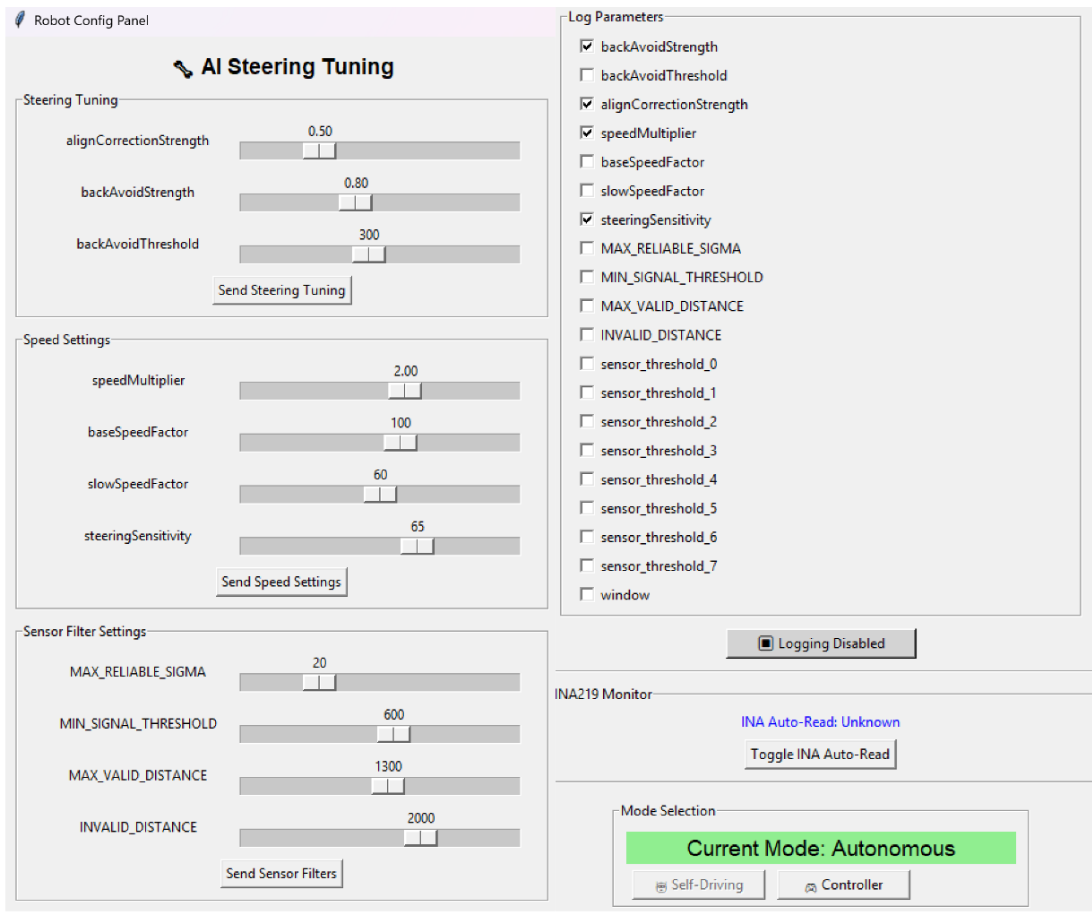 Robot Config Panel
AI Steering Tuning
Steering Tuning
alignCorrectionStrength
0.50
backAvoidStrength
0.80
backAvoidThreshold
300
Send Steering Tuning
Speed Settings
speedMultiplier
2.00
baseSpeedFactor
100
slowSpeedFactor
60
steeringSensitivity
65
Send Speed Settings
Sensor Filter Settings
MAX_RELIABLE_SIGMA
20
MIN_SIGNAL_THRESHOLD
600
MAX_VALID_DISTANCE
1300
INVALID_DISTANCE
2000
Send Sensor Filters
Log Parameters
backAvoidStrength
backAvoidThreshold
alignCorrectionStrength
speedMultiplier
baseSpeedFactor
slowSpeedFactor
steeringSensitivity
MAX_RELIABLE_SIGMA
MIN_SIGNAL_THRESHOLD
MAX_VALID_DISTANCE
INVALID_DISTANCE
sensor_threshold_0
sensor_threshold_1
sensor_threshold_2
sensor_threshold_3
sensor_threshold_4
sensor_threshold_5
sensor_threshold_6
sensor_threshold_7
window
Logging Disabled
INA219 Monitor
INA Auto-Read: Unknown
Toggle INA Auto-Read
Mode Selection
Current Mode: Autonomous
Self-Driving
Controller